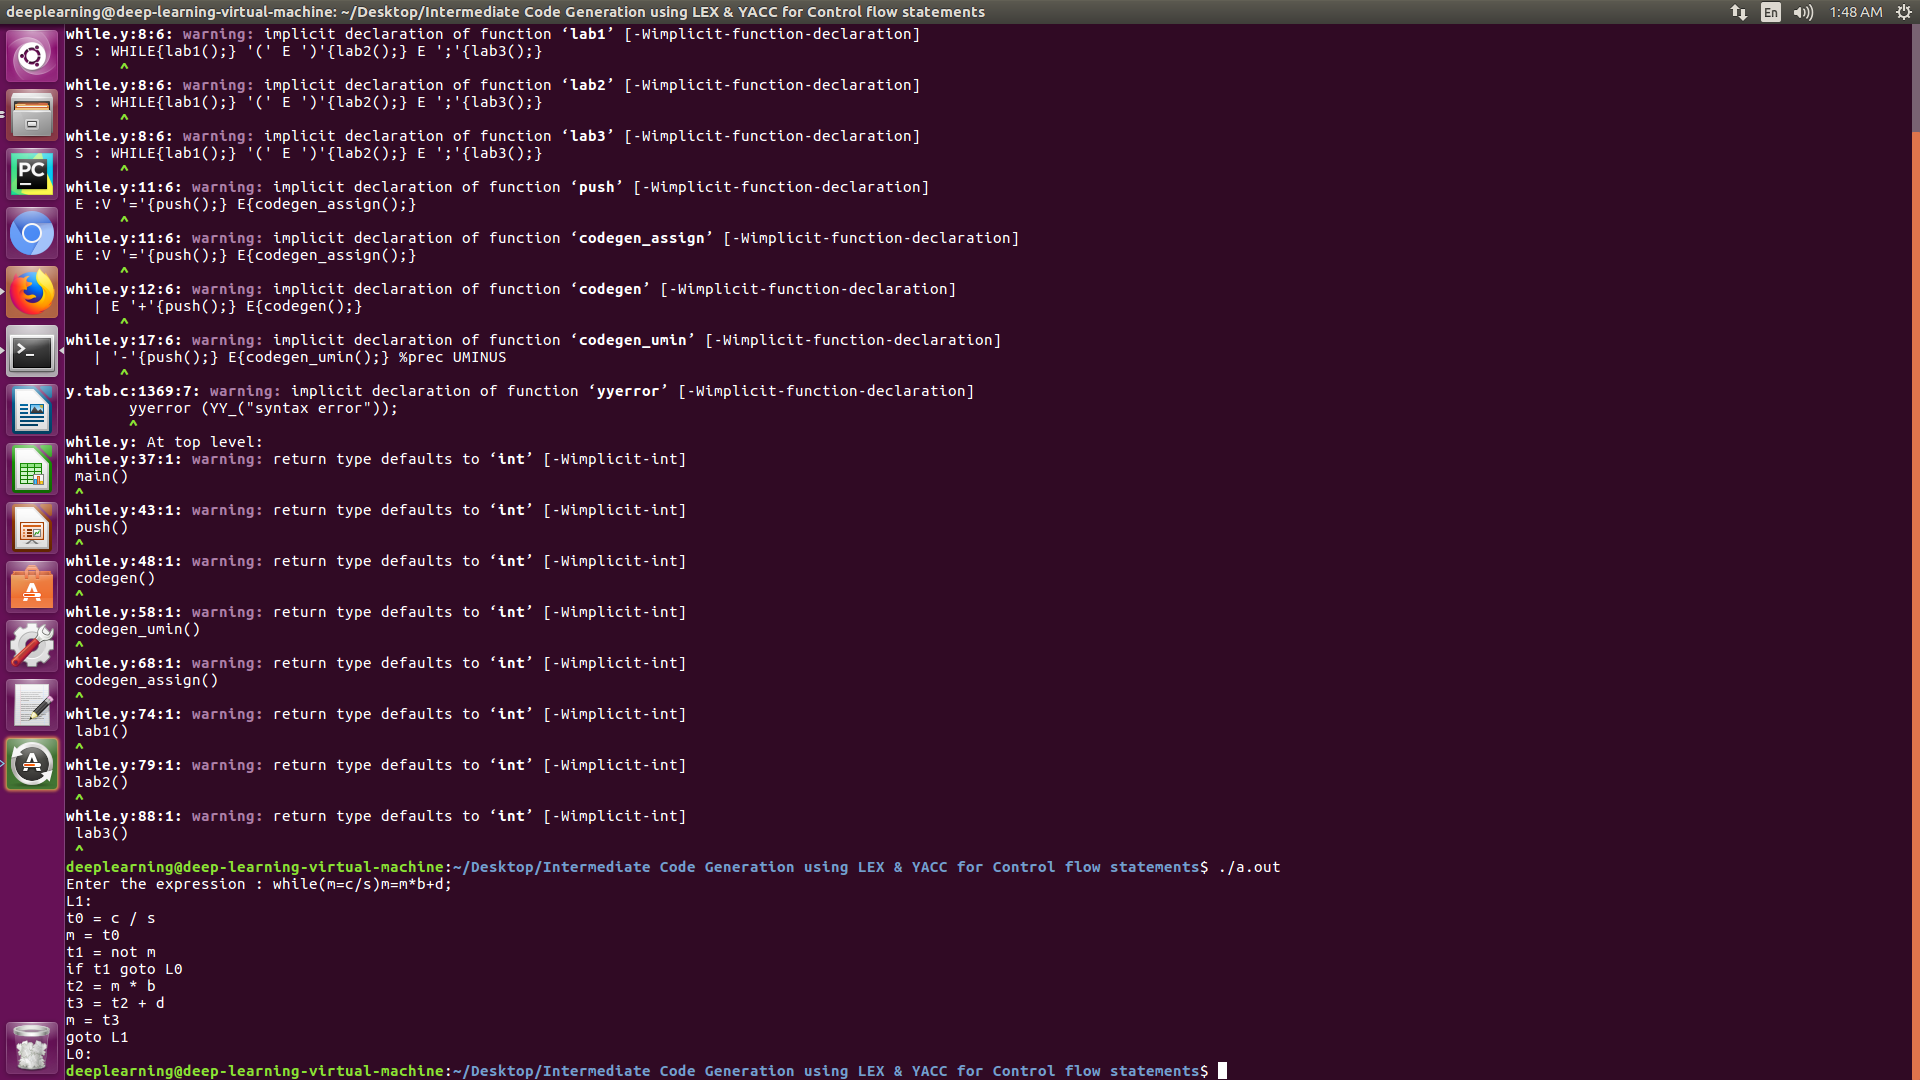 deeplearning@deep-learning-virtual-machine: ~/Desktop/Intermediate Code Generation using LEX & YACC for Control flow statements
En
1:48 AM
while.y:8:6: warning: implicit declaration of function ‘lab1’ [-Wimplicit-function-declaration]
S : WHILE{lab1();} '(' E ')'{lab2();} E ';'{lab3();}
^
while.y:8:6: warning: implicit declaration of function ‘lab2’ [-Wimplicit-function-declaration]
S : WHILE{lab1();} '(' E ')'{lab2();} E ';'{lab3();}
^
while.y:8:6: warning: implicit declaration of function ‘lab3’ [-Wimplicit-function-declaration]
S : WHILE{lab1();} '(' E ')'{lab2();} E ';'{lab3();}
^
while.y:11:6: warning: implicit declaration of function ‘push’ [-Wimplicit-function-declaration]
E :V '='{push();} E{codegen_assign();}
^
while.y:11:6: warning: implicit declaration of function ‘codegen_assign’ [-Wimplicit-function-declaration]
E :V '='{push();} E{codegen_assign();}
^
while.y:12:6: warning: implicit declaration of function ‘codegen’ [-Wimplicit-function-declaration]
| E '+'{push();} E{codegen();}
^
while.y:17:6: warning: implicit declaration of function ‘codegen_umin’ [-Wimplicit-function-declaration]
| '-'{push();} E{codegen_umin();} %prec UMINUS
^
y.tab.c:1369:7: warning: implicit declaration of function ‘yyerror’ [-Wimplicit-function-declaration]
yyerror (YY_("syntax error"));
^
while.y: At top level:
while.y:37:1: warning: return type defaults to ‘int’ [-Wimplicit-int]
main()
^
while.y:43:1: warning: return type defaults to ‘int’ [-Wimplicit-int]
push()
^
while.y:48:1: warning: return type defaults to ‘int’ [-Wimplicit-int]
codegen()
^
while.y:58:1: warning: return type defaults to ‘int’ [-Wimplicit-int]
codegen_umin()
^
while.y:68:1: warning: return type defaults to ‘int’ [-Wimplicit-int]
codegen_assign()
^
while.y:74:1: warning: return type defaults to ‘int’ [-Wimplicit-int]
lab1()
^
while.y:79:1: warning: return type defaults to ‘int’ [-Wimplicit-int]
lab2()
^
while.y:88:1: warning: return type defaults to ‘int’ [-Wimplicit-int]
lab3()
^
deeplearning@deep-learning-virtual-machine:~/Desktop/Intermediate Code Generation using LEX & YACC for Control flow statements$ ./a.out
Enter the expression : while(m=c/s)m=m*b+d;
L1:
t0 = c / s
m = t0
t1 = not m
if t1 goto L0
t2 = m * b
t3 = t2 + d
m = t3
goto L1
L0:
deeplearning@deep-learning-virtual-machine:~/Desktop/Intermediate Code Generation using LEX & YACC for Control flow statements$
PC